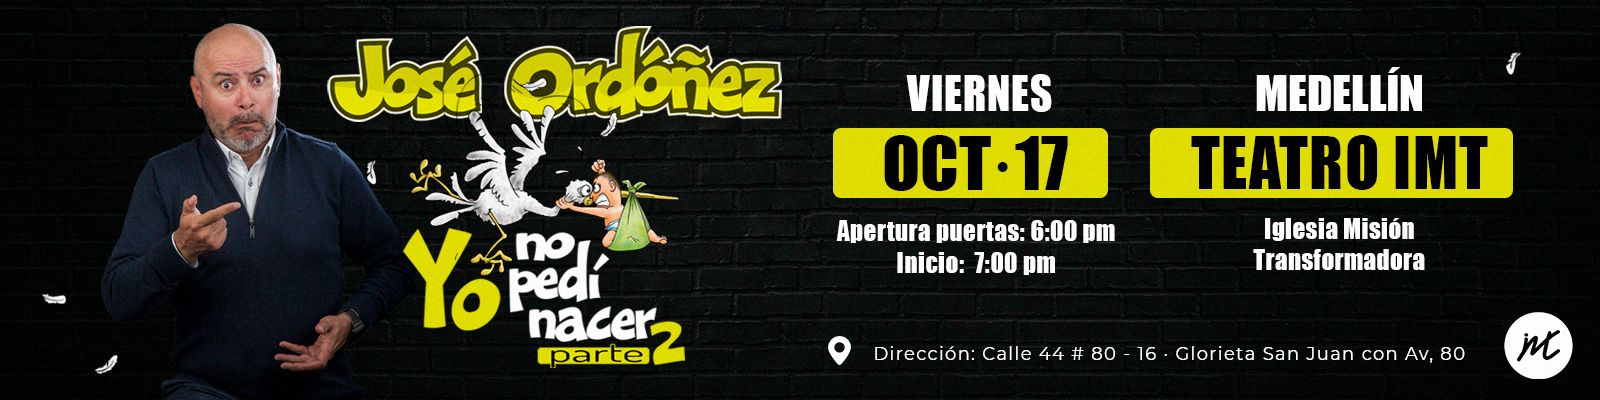 José Ordóñez
Yo no pedí nacer 2
parte
VIERNES
OCT·17
Apertura puertas: 6:00 pm
Inicio: 7:00 pm
MEDELLÍN
TEATRO IMT
Iglesia Misión
Transformadora
Dirección: Calle 44 # 80 - 16 · Glorieta San Juan con Av, 80
imt